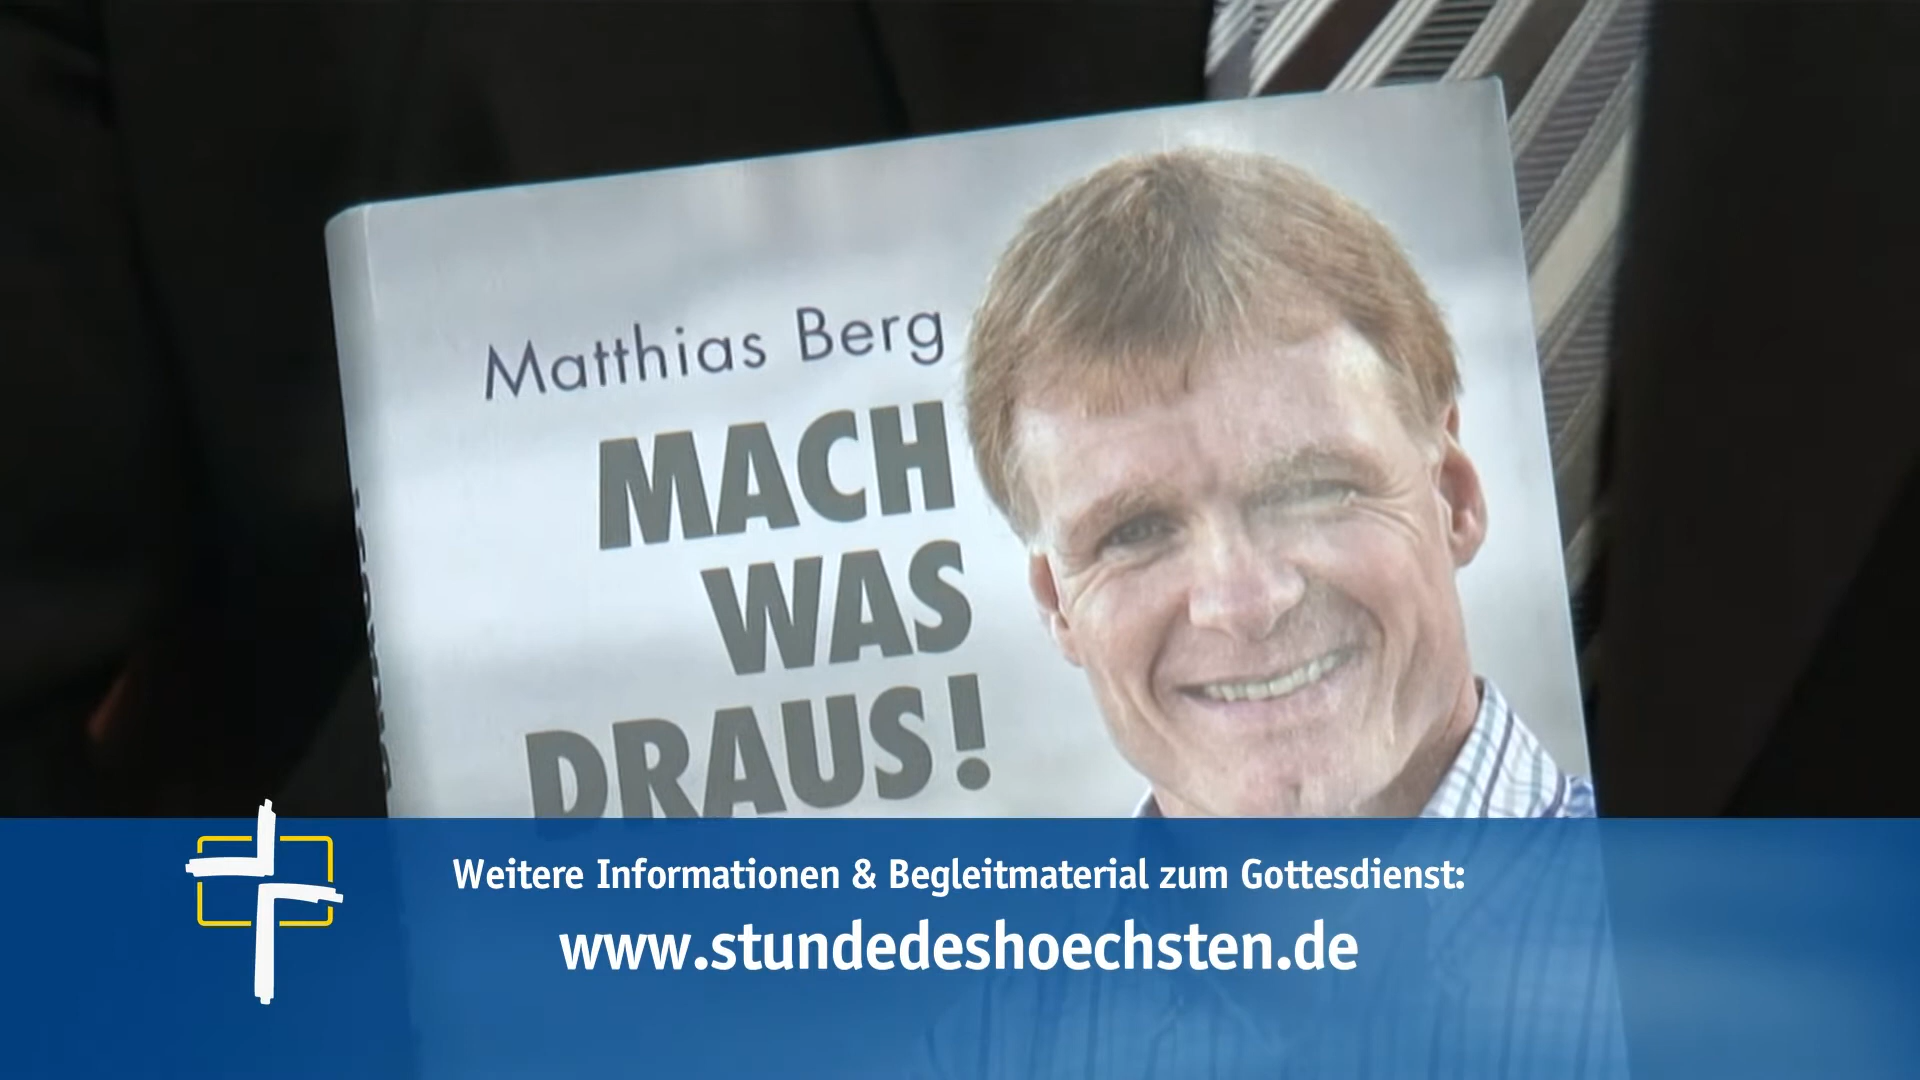 Matthias Berg
MACH
WAS
DRAUS!
Weitere Informationen & Begleitmaterial zum Gottesdienst:
www.stundedeshoechsten.de